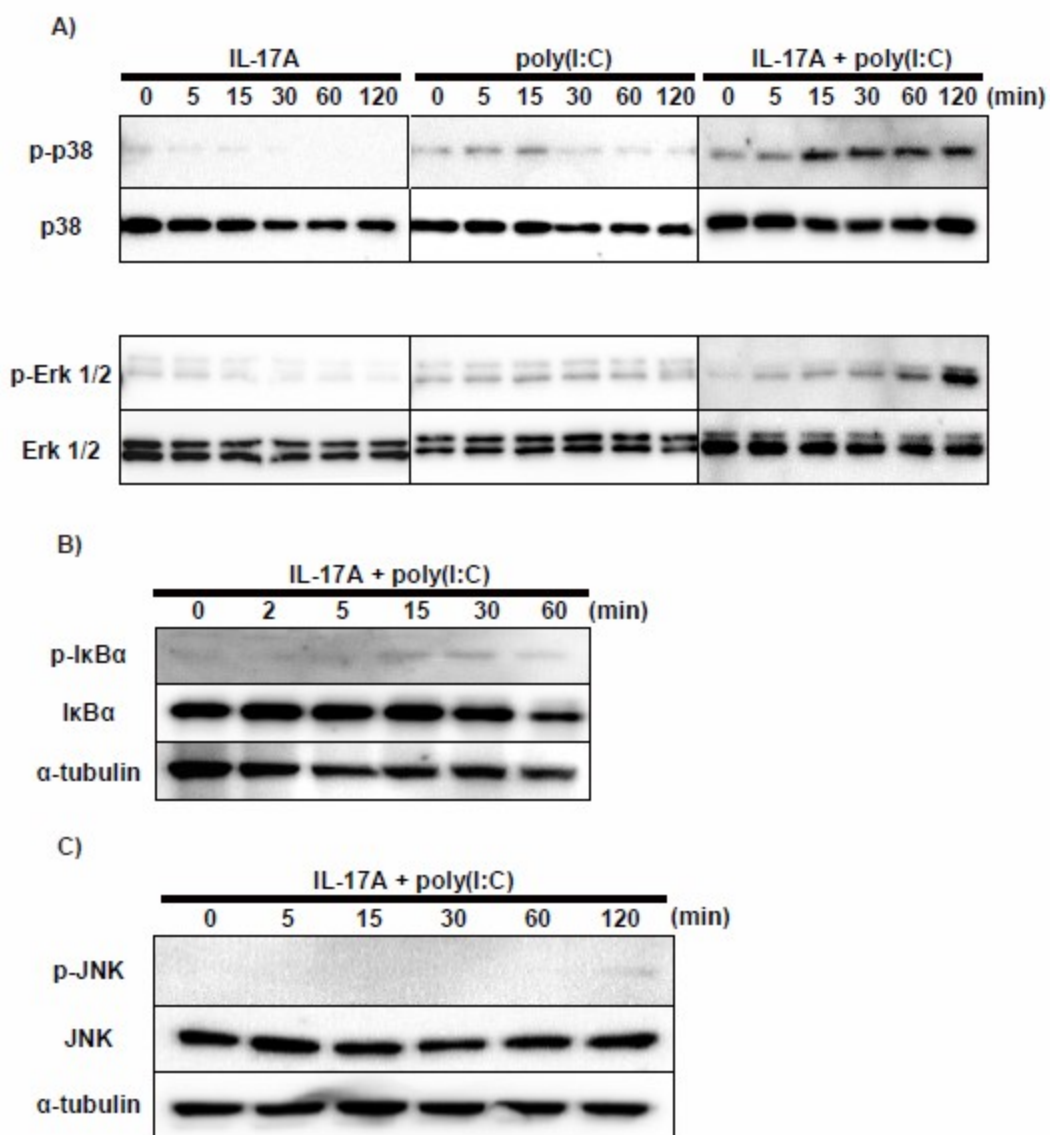 A)
IL-17A poly(I:C) IL-17A + poly(I:C)
0 5 15 30 60 120 0 5 15 30 60 120 0 5 15 30 60 120 (min)
p-p38
p38
p-Erk 1/2
Erk 1/2
B)
IL-17A + poly(I:C)
0 2 5 15 30 60 (min)
p-IκBα
IκBα
α-tubulin
C)
IL-17A + poly(I:C)
0 5 15 30 60 120 (min)
p-JNK
JNK
α-tubulin